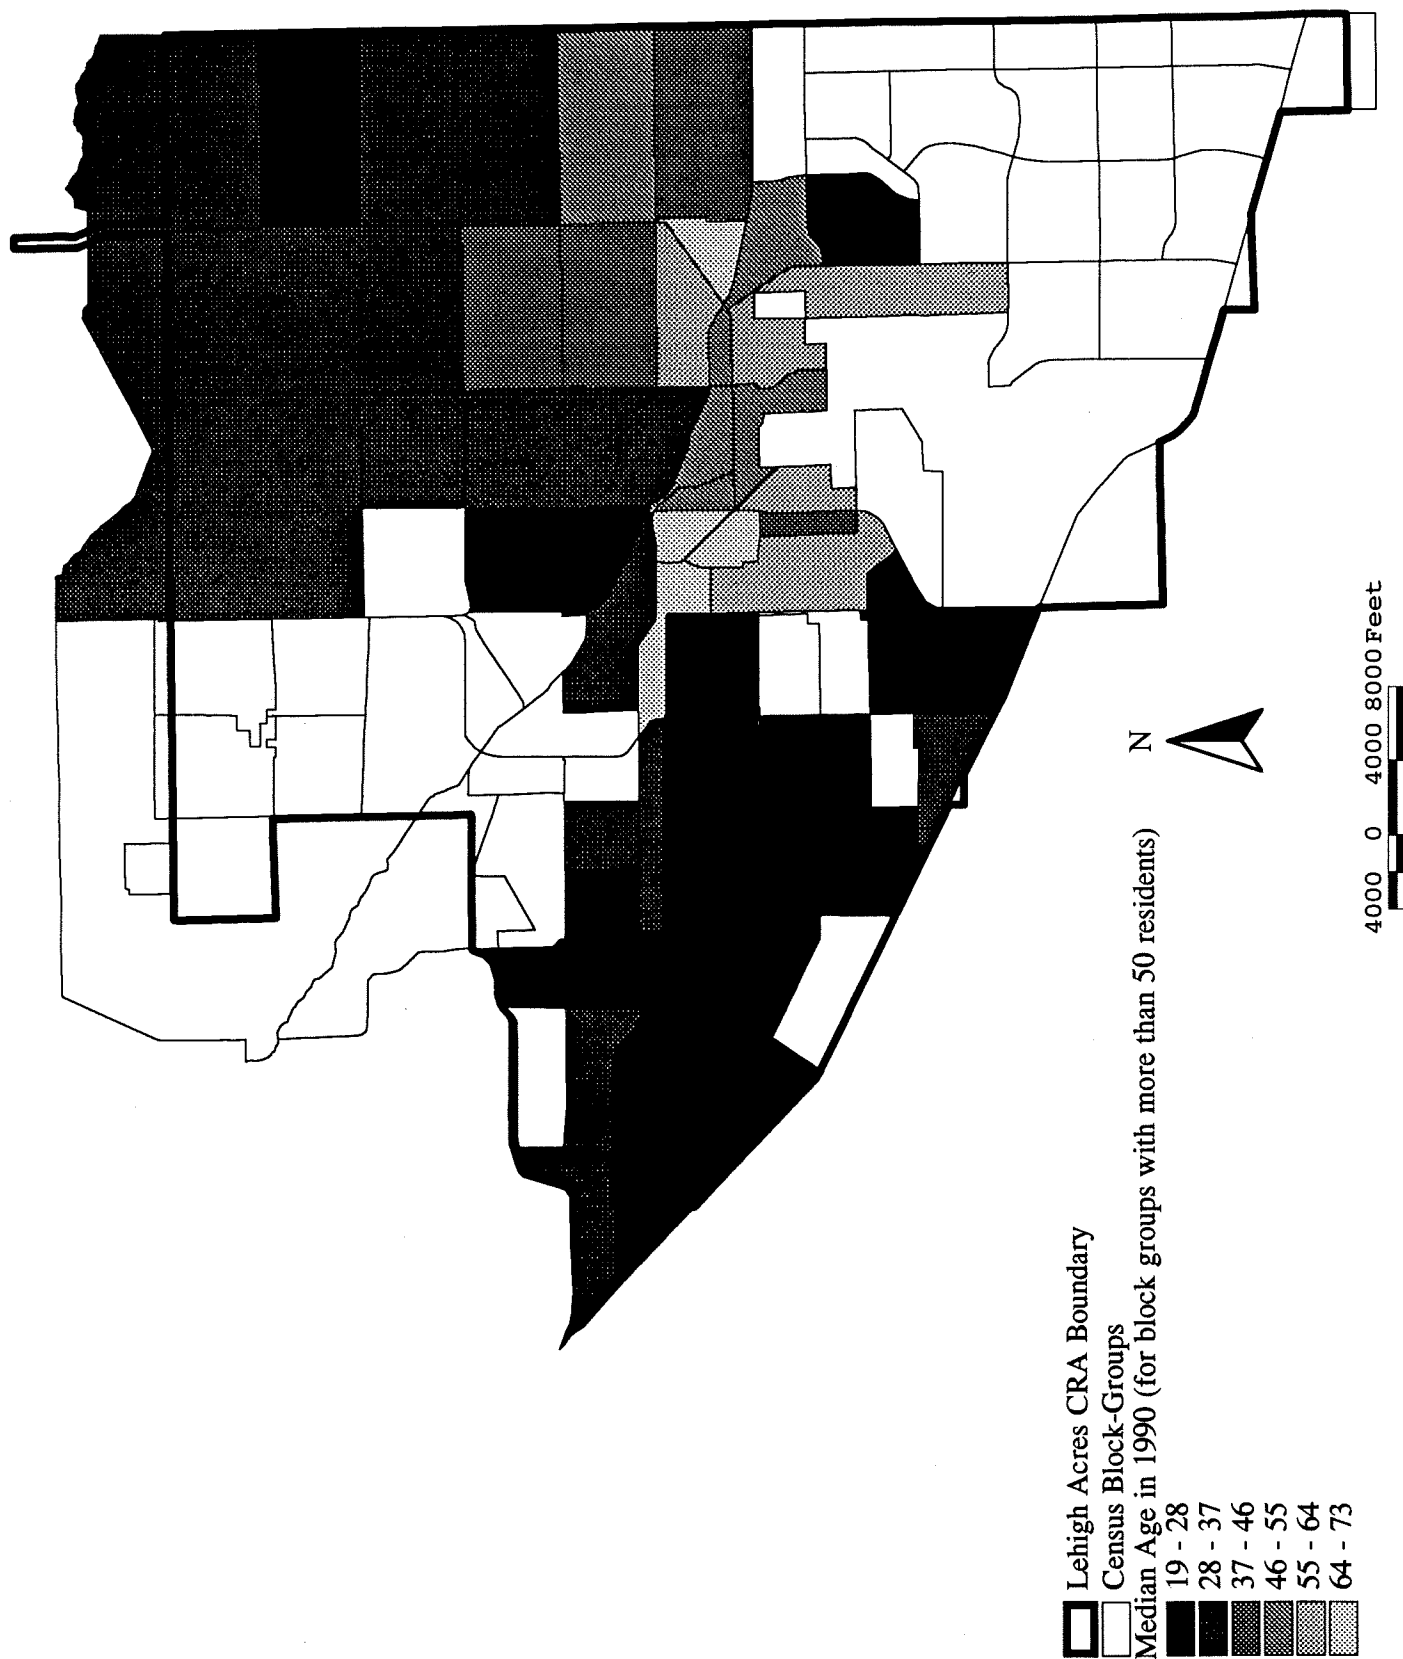 Lehigh Acres CRA Boundary
Census Block-Groups
Median Age in 1990 (for block groups with more than 50 residents)
19 - 28
28 - 37
37 - 46
46 - 55
55 - 64
64 - 73
N
4000 0 4000 8000 Feet